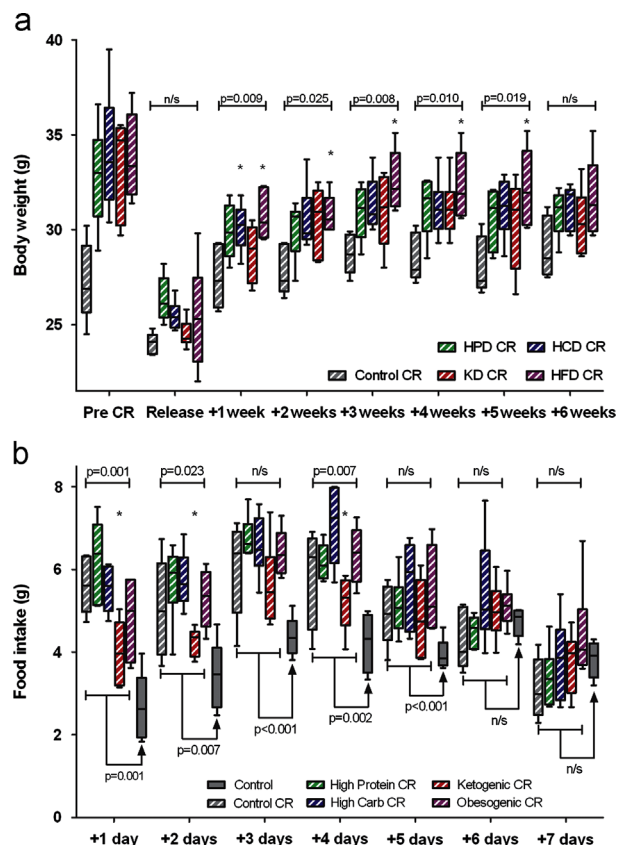 a
40
35
30
25
Body weight (g)
n/s
p=0.009
p=0.025
p=0.008
p=0.010
p=0.019
n/s
* * * * * *
HPD CR
HCD CR
Control CR
KD CR
HFD CR
Pre CR
Release
+1 week
+2 weeks
+3 weeks
+4 weeks
+5 weeks
+6 weeks
b
8
6
4
2
0
Food intake (g)
p=0.001
p=0.023
n/s
p=0.007
n/s
n/s
n/s
* * *
p=0.001
p=0.007
p<0.001
p=0.002
p<0.001
n/s
n/s
Control
High Protein CR
Ketogenic CR
Control CR
High Carb CR
Obesogenic CR
+1 day
+2 days
+3 days
+4 days
+5 days
+6 days
+7 days